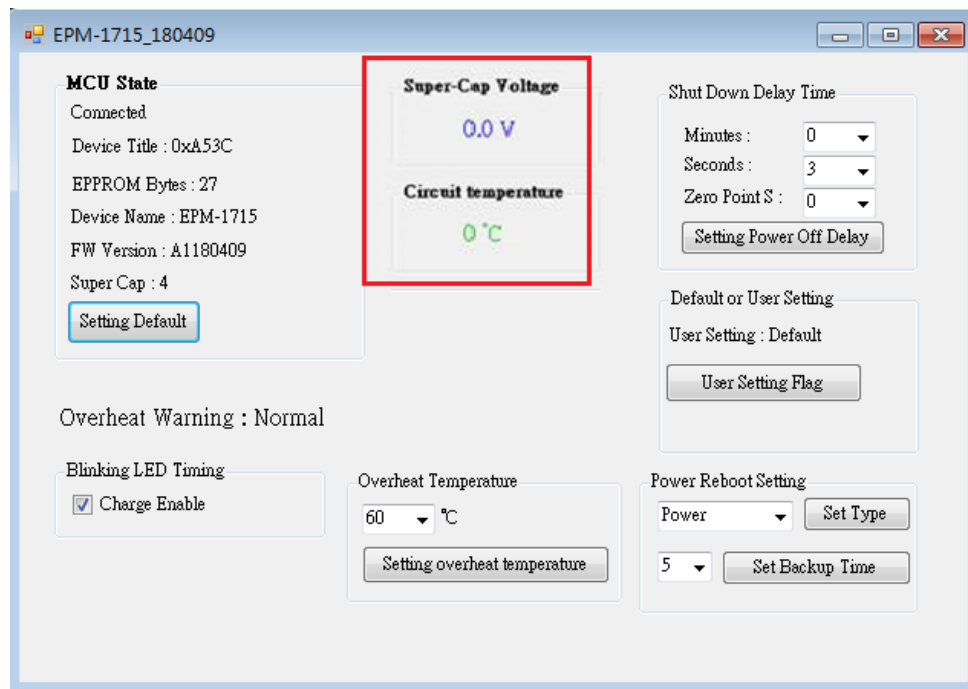 EPM-1715_180409
MCU State
Connected
Device Title : 0xA53C
EPPROM Bytes : 27
Device Name : EPM-1715
FW Version : A1180409
Super Cap : 4
Setting Default
Super-Cap Voltage
0.0 V
Circuit temperature
0 °C
Shut Down Delay Time
Minutes : 0
Seconds : 3
Zero Point S : 0
Setting Power Off Delay
Default or User Setting
User Setting : Default
User Setting Flag
Overheat Warning : Normal
Blinking LED Timing
Charge Enable
Overheat Temperature
60 °C
Setting overheat temperature
Power Reboot Setting
Power Set Type
5 Set Backup Time